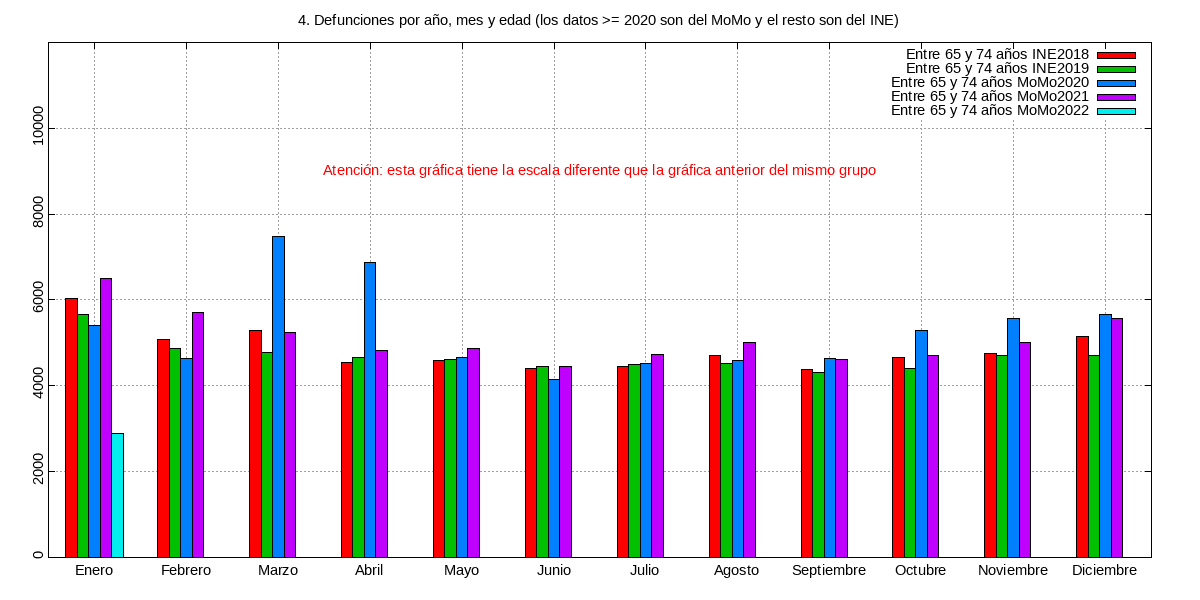 4. Defunciones por año, mes y edad (los datos >= 2020 son del MoMo y el resto son del INE)
Entre 65 y 74 años INE2018
Entre 65 y 74 años INE2019
Entre 65 y 74 años MoMo2020
Entre 65 y 74 años MoMo2021
Entre 65 y 74 años MoMo2022
Atención: esta gráfica tiene la escala diferente que la gráfica anterior del mismo grupo
10000
8000
6000
4000
2000
0
Enero Febrero Marzo Abril Mayo Junio Julio Agosto Septiembre Octubre Noviembre Diciembre